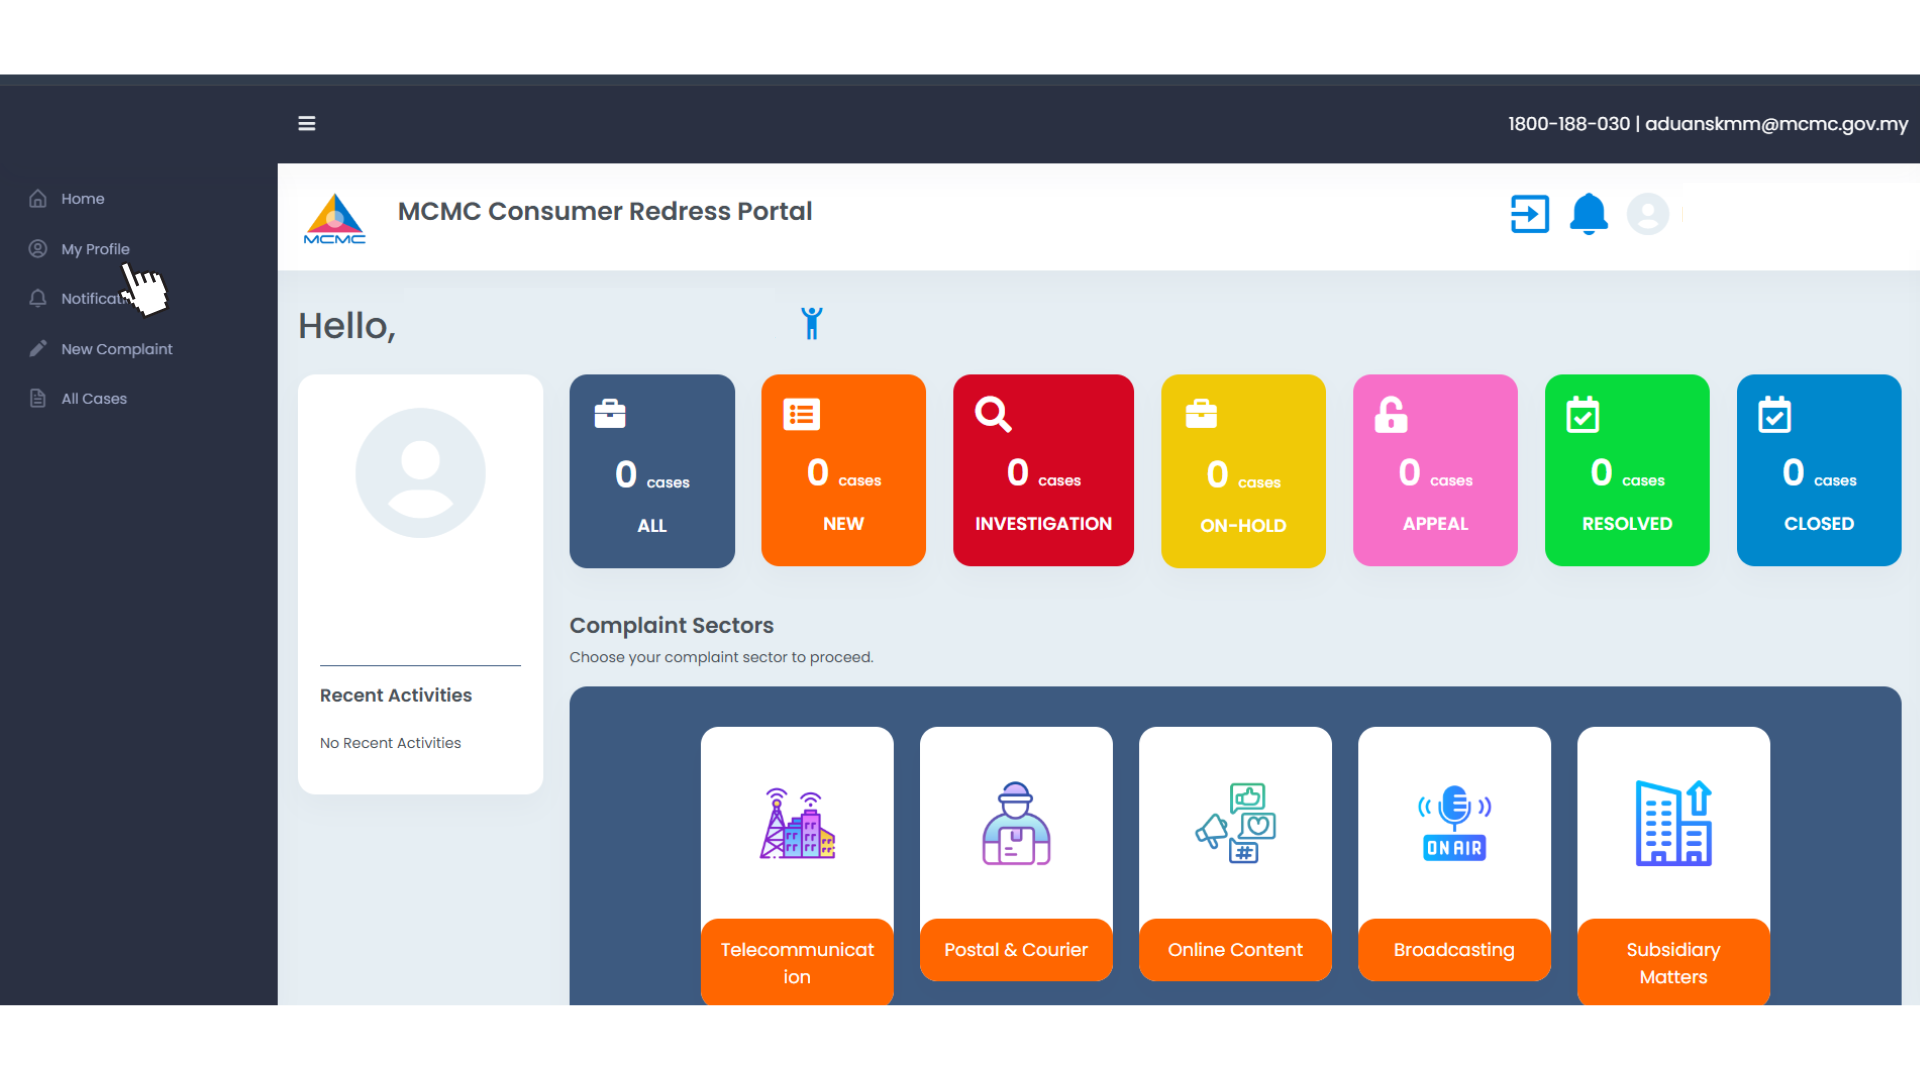 1800-188-030 | aduanskmm@mcmc.gov.my
Home
My Profile
New Complaint
All Cases
MCMC
MCMC Consumer Redress Portal
Hello,
0 cases
ALL
0 cases
NEW
0 cases
INVESTIGATION
0 cases
ON-HOLD
0 cases
APPEAL
0 cases
RESOLVED
0 cases
CLOSED
Recent Activities
No Recent Activities
Complaint Sectors
Choose your complaint sector to proceed.
Telecommunicat
ion
Postal & Courier
#
Online Content
ON AIR
Broadcasting
Subsidiary
Matters